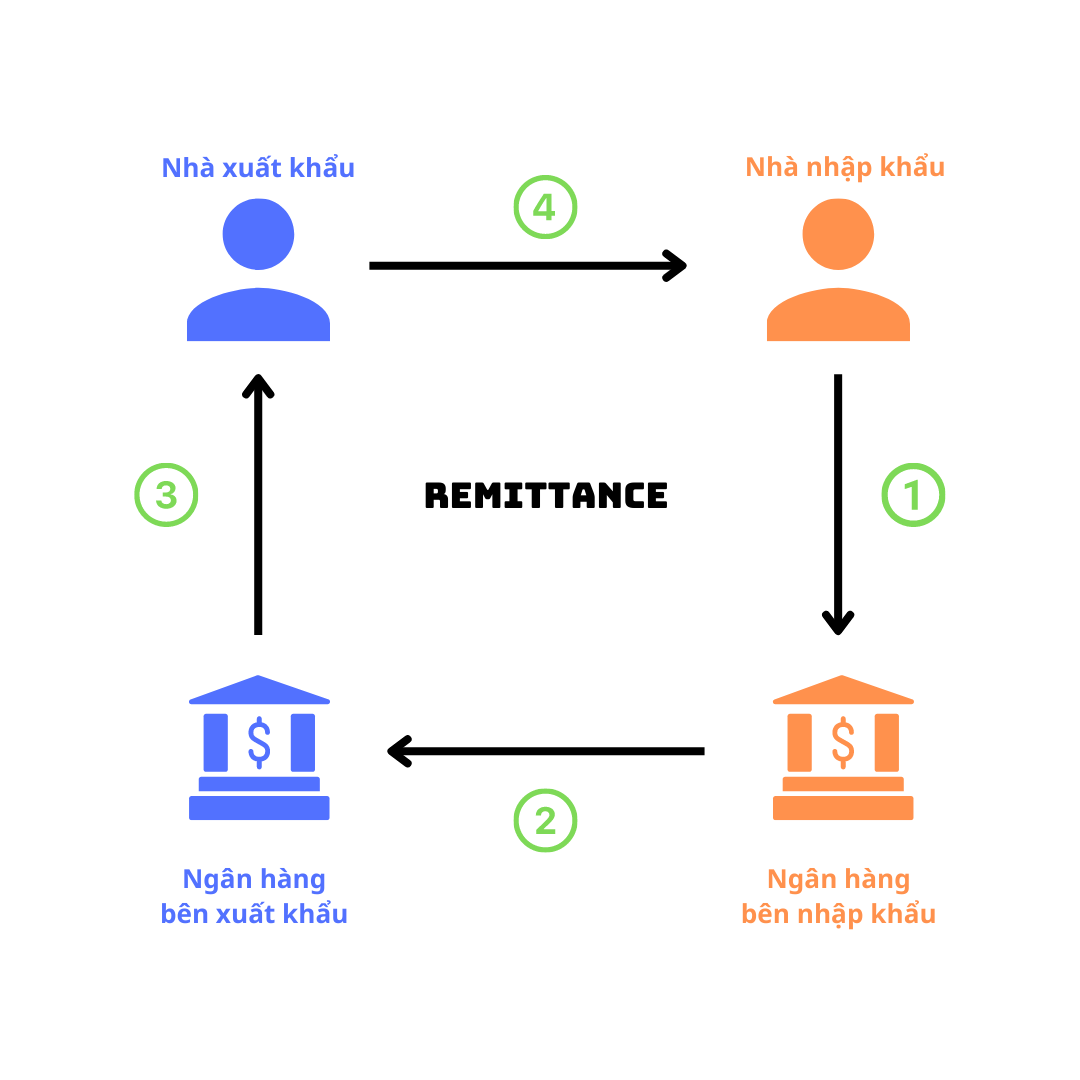 Nhà xuất khẩu
Nhà nhập khẩu
4
3
REMITTANCE
1
$
$
2
Ngân hàng
bên xuất khẩu
Ngân hàng
bên nhập khẩu